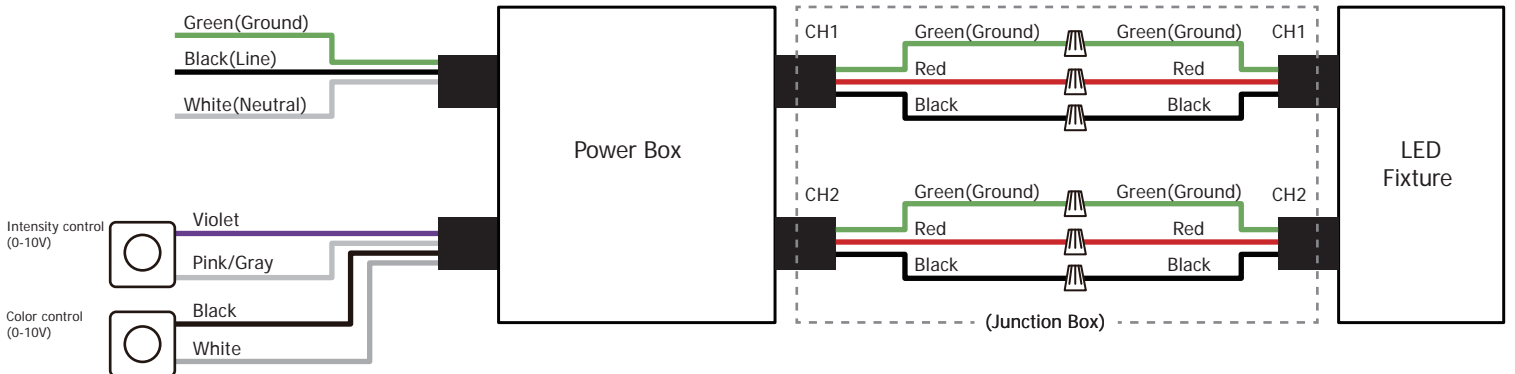 Green(Ground)
Black(Line)
White(Neutral)
Intensity control
(0-10V)
Violet
Pink/Gray
Color control
(0-10V)
Black
White
Power Box
CH1
Green(Ground)
Green(Ground)
CH1
Red
Red
Black
Black
CH2
Green(Ground)
Green(Ground)
CH2
Red
Red
Black
Black
(Junction Box)
LED
Fixture